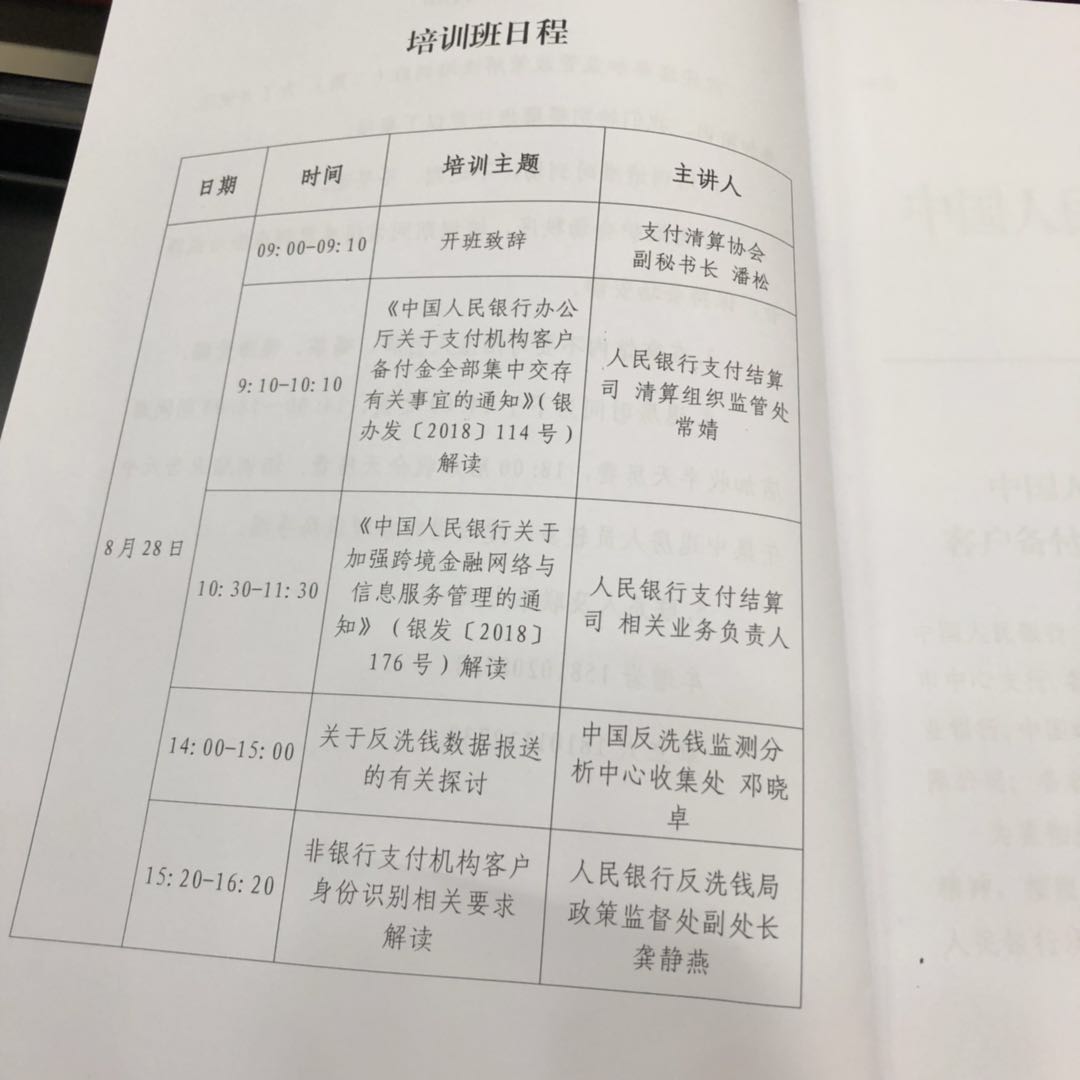 培训班日程
日期
时间
培训主题
主讲人
8月28日
09:00-09:10
开班致辞
支付清算协会
副秘书长 潘松
9:10-10:10
《中国人民银行办公
厅关于支付机构客户
备付金全部集中交存
有关事宜的通知》(银
办发〔2018〕114号)
解读
人民银行支付结算
司 清算组织监管处
常婧
10:30-11:30
《中国人民银行关于
加强跨境金融网络与
信息服务管理的通
知》(银发〔2018〕
176号)解读
人民银行支付结算
司 相关业务负责人
14:00-15:00
关于反洗钱数据报送
的有关探讨
中国反洗钱监测分
析中心收集处 邓晓
卓
15:20-16:20
非银行支付机构客户
身份识别相关要求
解读
人民银行反洗钱局
政策监督处副处长
龚静燕